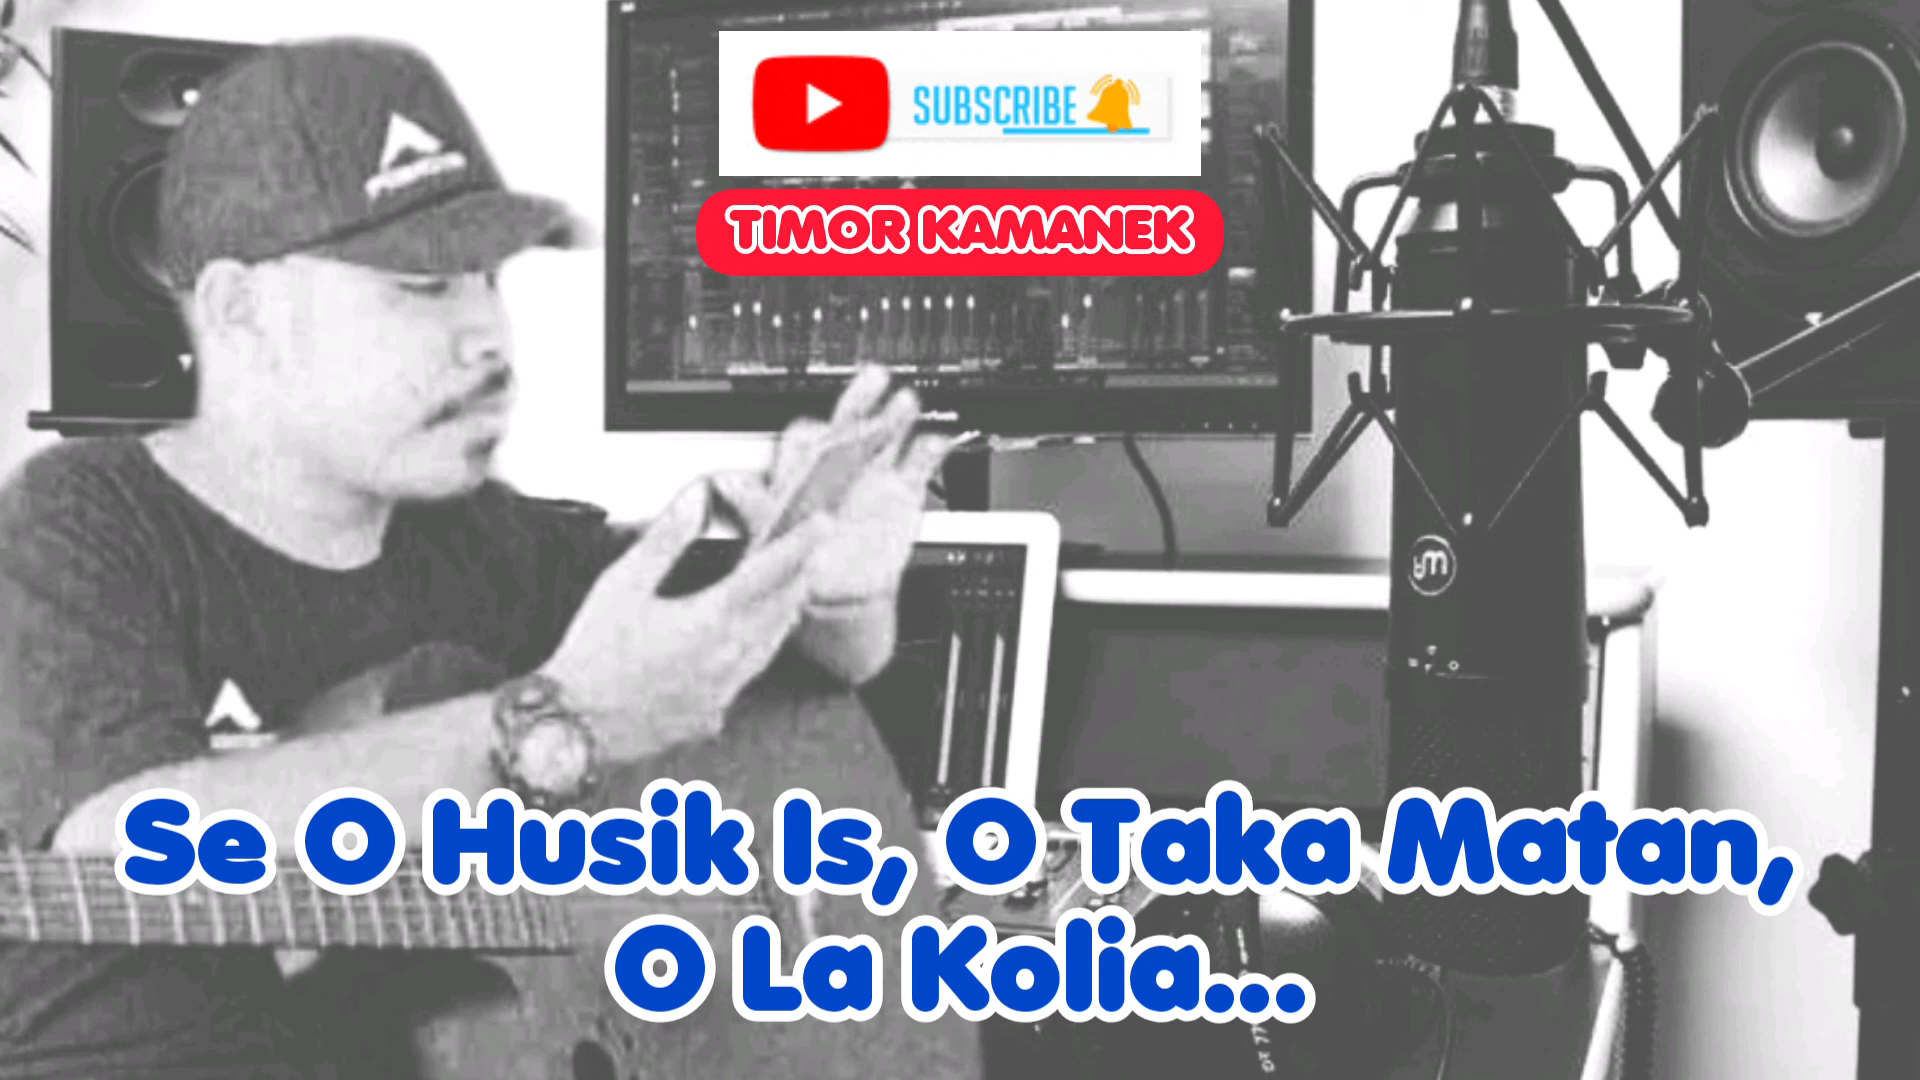 SUBSCRIBE
TIMOR KAMANEK
Se O Husik Is, O Taka Matan,
O La Kolia...